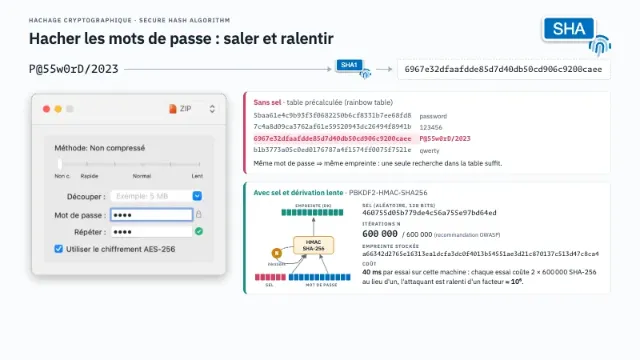 HACHAGE CRYPTOGRAPHIQUE · SECURE HASH ALGORITHM
Hacher les mots de passe : saler et ralentir
SHA
P@55w0rD/2023
SHA1
6967e32dfaafdde85d7d40db50cd906c9200caee
ZIP
Méthode: Non compressé
Non c. Rapide Normal Lent
Découper : Exemple: 5 MB
Mot de passe : ••••
Répéter : ••••
Utiliser le chiffrement AES-256
Sans sel · table précalculée (rainbow table)
5baa61e4c9b93f3f0682250b6cf8331b7ee68fd8 password
7c4a8d09ca3762af61e59520943dc26494f8941b 123456
6967e32dfaafdde85d7d40db50cd906c9200caee P@55w0rD/2023
b1b3773a05c0ed0176787a4f1574ff0075f7521e qwerty
Même mot de passe ⇒ même empreinte : une seule recherche dans la table suffit.
Avec sel et dérivation lente · PBKDF2-HMAC-SHA256
EMPREINTE (DK)
HMAC
SHA-256
SEL
MOT DE PASSE
SEL (ALÉATOIRE, 128 BITS)
460755d05b779de4c56a755e97bd64ed
ITÉRATIONS N
600 000 / 600 000 (recommandation OWASP)
EMPREINTE STOCKÉE
COÛT
40 ms par essai sur cette machine : chaque essai coûte 2 × 600 000 SHA-256
au lieu d'un, l'attaquant est ralenti d'un facteur ≈ 10⁶.